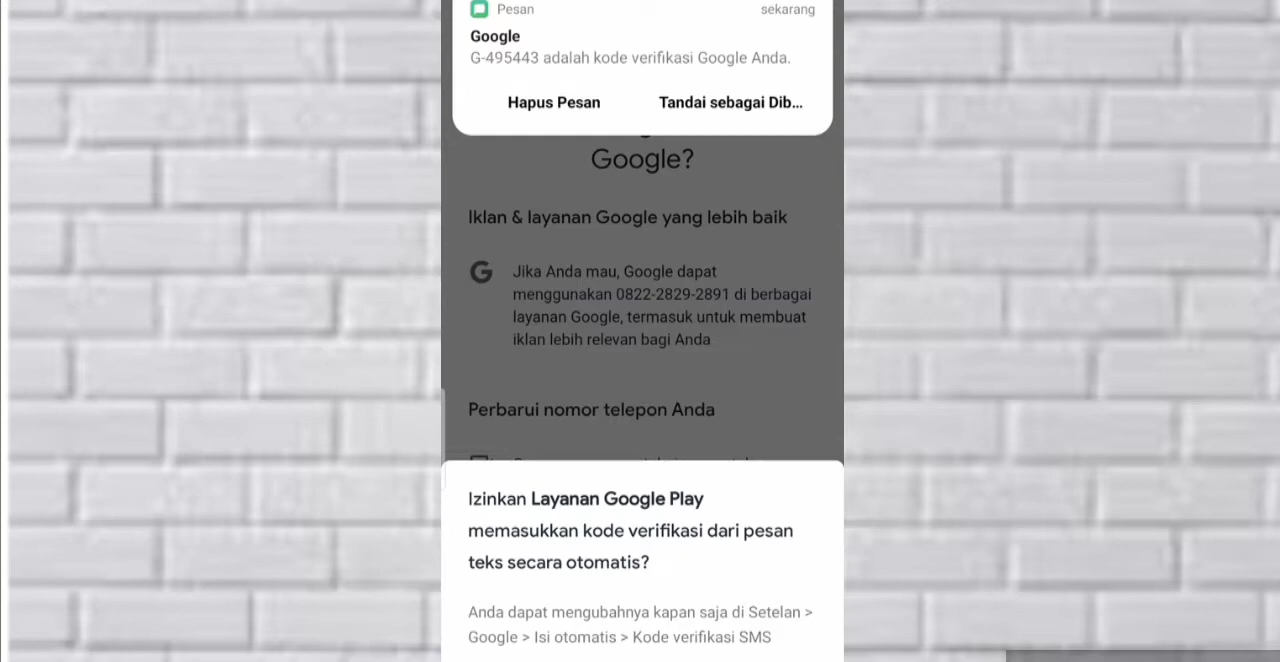 Pesan
sekarang
Google
G-495443 adalah kode verifikasi Google Anda.
Hapus Pesan
Tandai sebagai Dib...
Google?
Iklan & layanan Google yang lebih baik
Jika Anda mau, Google dapat
menggunakan 0822-2829-2891 di berbagai
layanan Google, termasuk untuk membuat
iklan lebih relevan bagi Anda
Perbarui nomor telepon Anda
Izinkan Layanan Google Play
memasukkan kode verifikasi dari pesan
teks secara otomatis?
Anda dapat mengubahnya kapan saja di Setelan >
Google > Isi otomatis > Kode verifikasi SMS